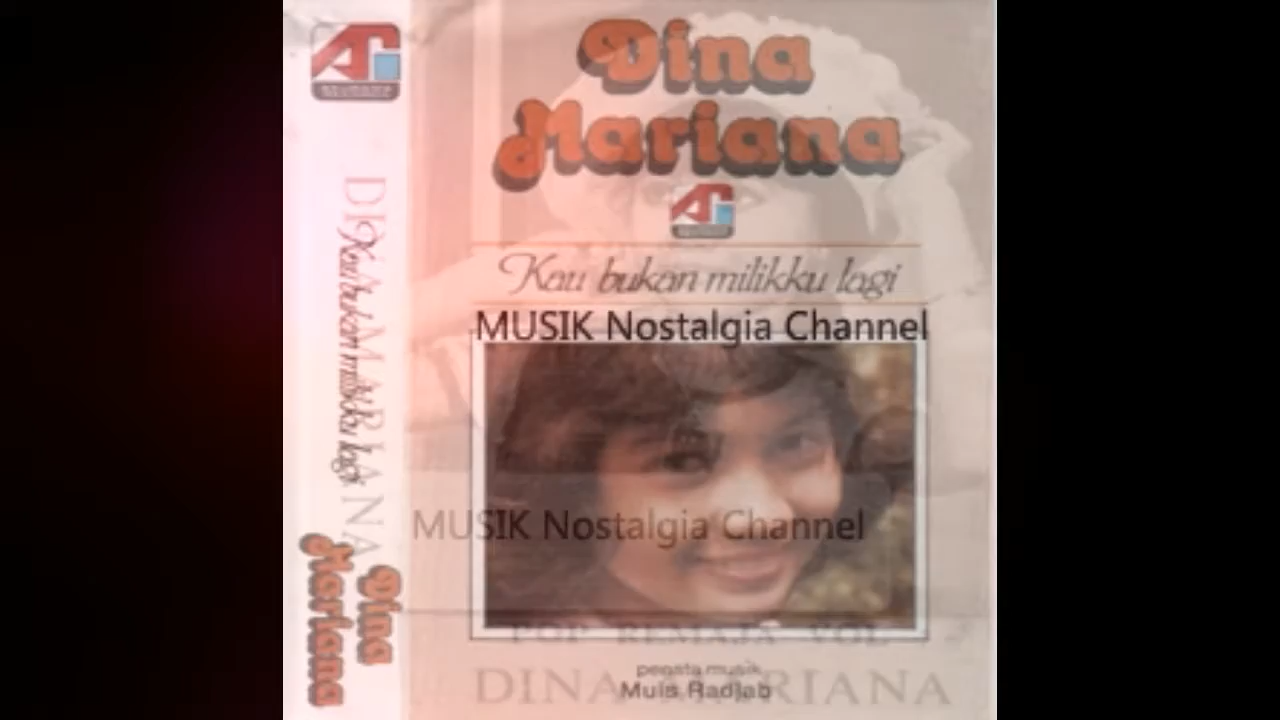 Dina
Mariana
Kau bukan milikku lagi
MUSIK Nostalgia Channel
MUSIK Nostalgia Channel
POP REMAJA VOL
penata musik
Muis Radjab
DINA MARIANA
DINA MARIANA
Kau bukan milikku lagi
Dina
Mariana